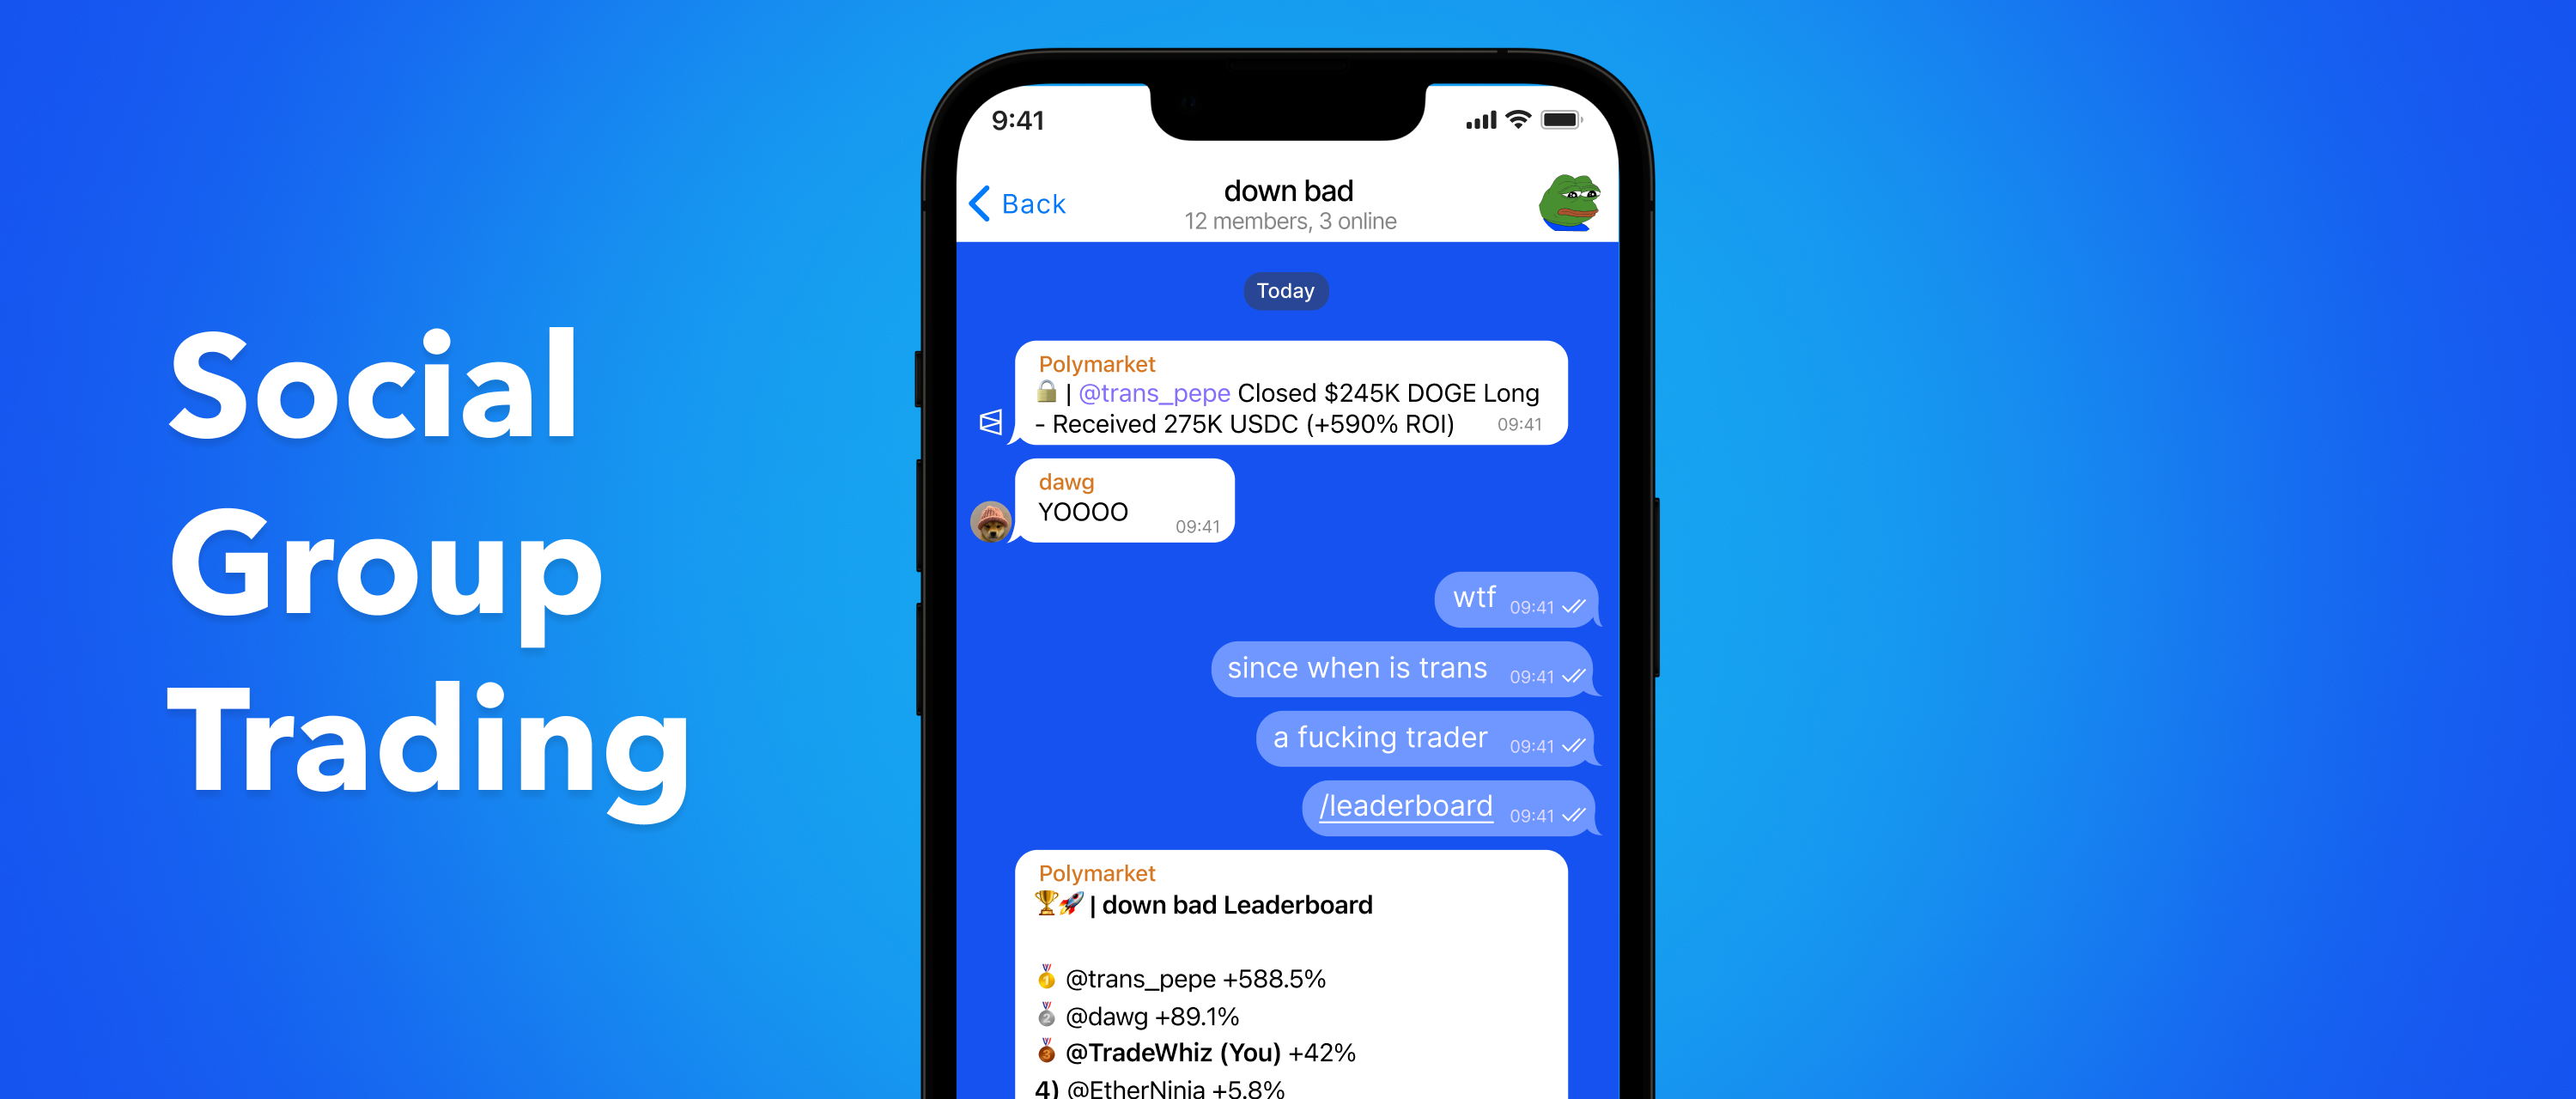 Social
Group
Trading
9:41
Back
down bad
12 members, 3 online
Today
Polymarket
🔒 | @trans_pepe Closed $245K DOGE Long
- Received 275K USDC (+590% ROI) 09:41
dawg
YOOOO 09:41
wtf 09:41
since when is trans 09:41
a fucking trader 09:41
/leaderboard 09:41
Polymarket
🏆🚀 | down bad Leaderboard
🥇 @trans_pepe +588.5%
🥈 @dawg +89.1%
🥉 @TradeWhiz (You) +42%
4) @EtherNinja +5.8%